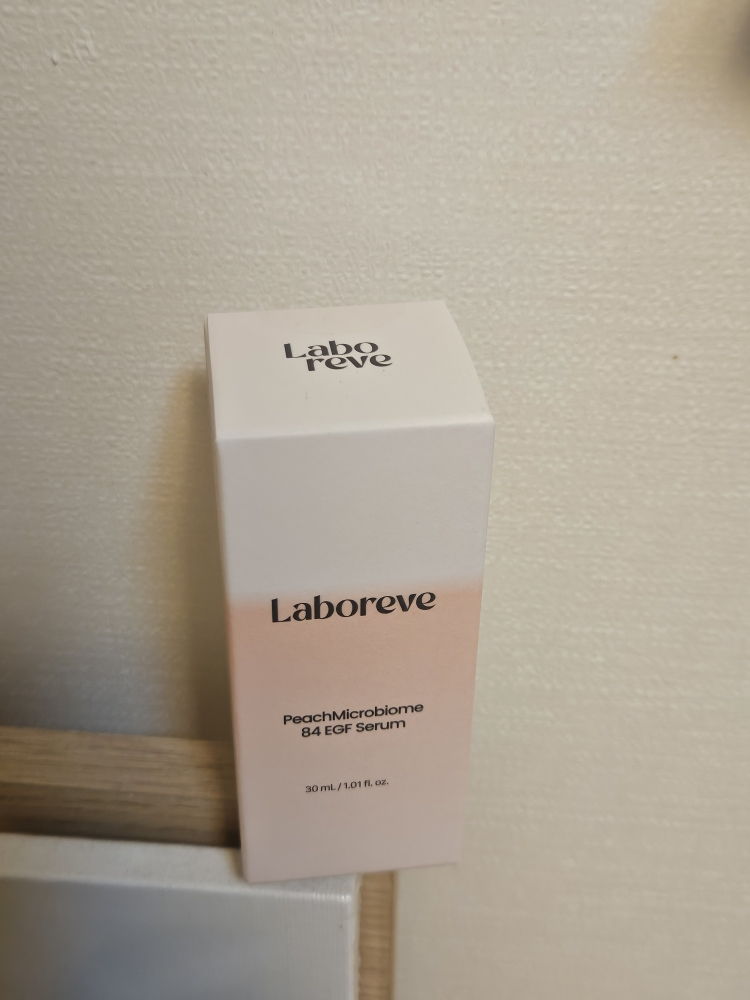 Labo
reve
Laboreve
PeachMicrobiome
84 EGF Serum
30 mL / 1.01 fl. oz.